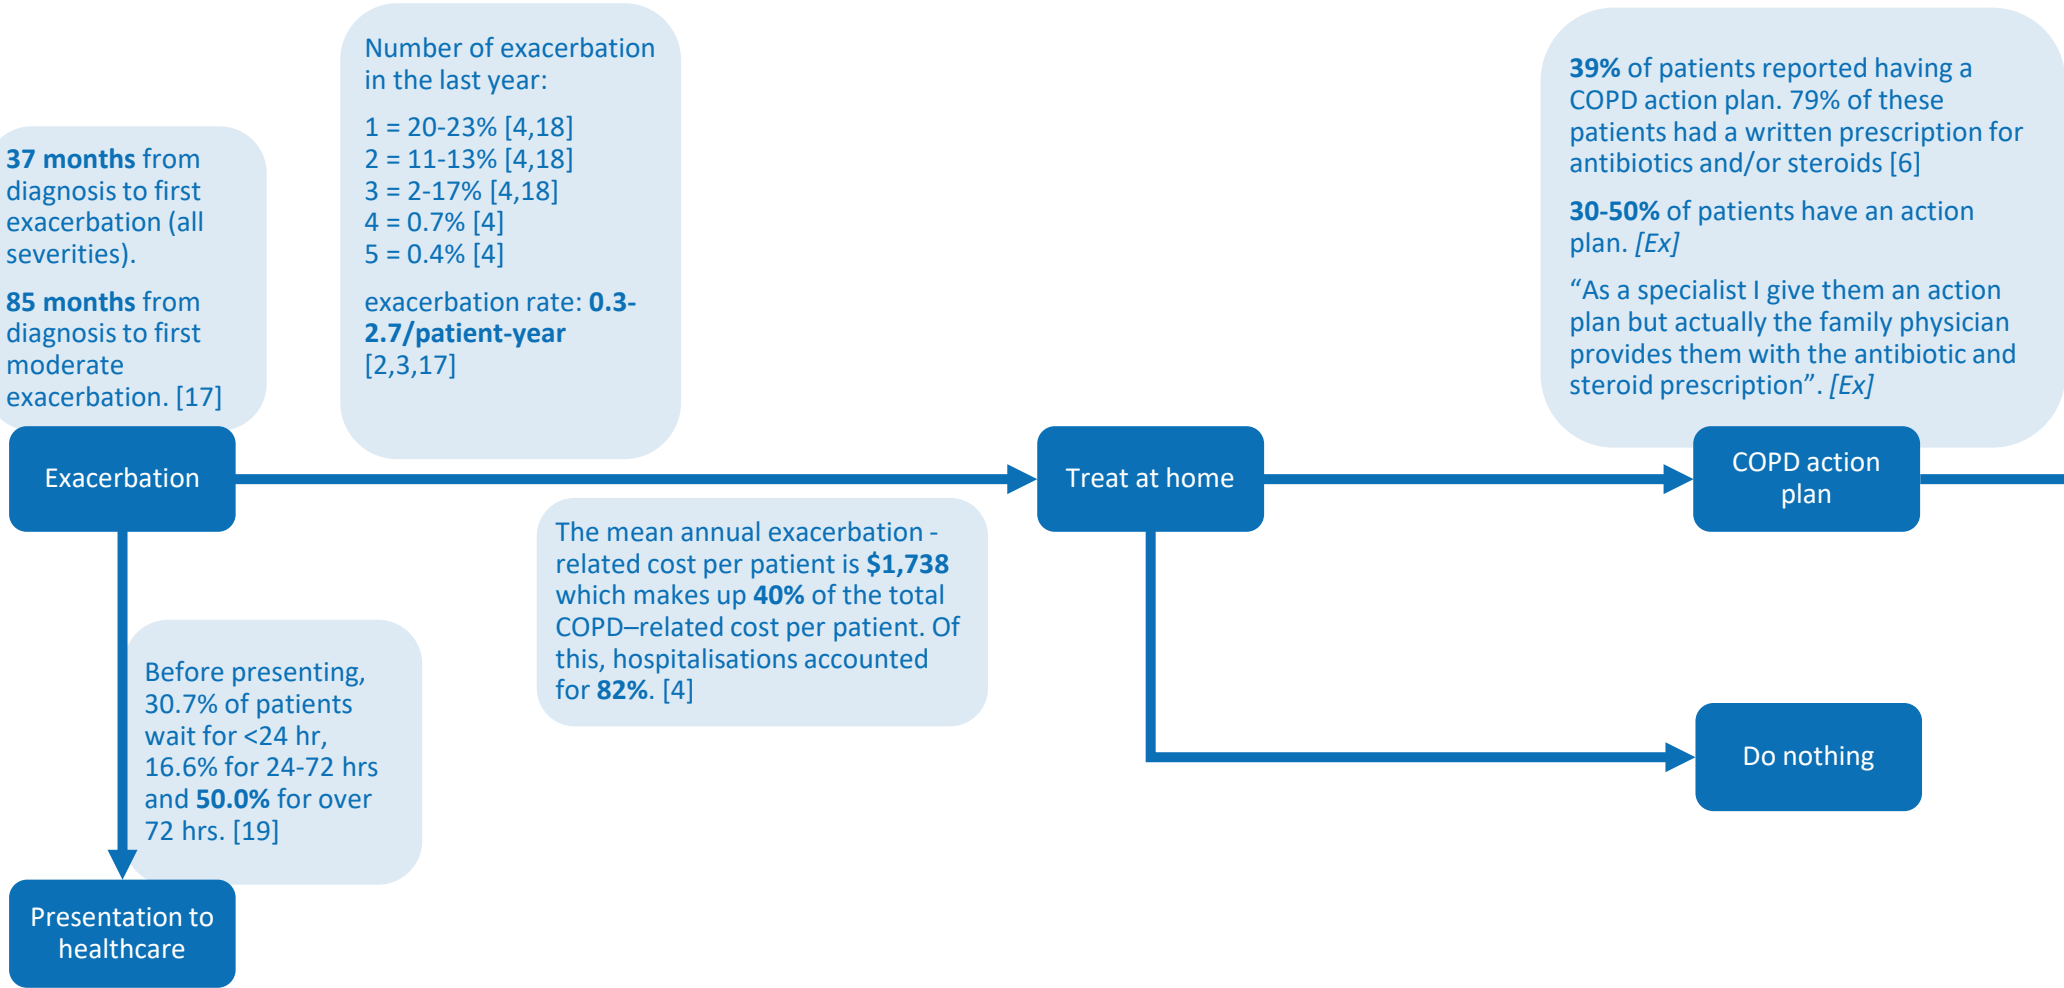 37 months from
diagnosis to first
exacerbation (all
severities).
85 months from
diagnosis to first
moderate
exacerbation. [17]
Number of exacerbation
in the last year:
1 = 20-23% [4,18]
2 = 11-13% [4,18]
3 = 2-17% [4,18]
4 = 0.7% [4]
5 = 0.4% [4]
exacerbation rate: 0.3-
2.7/patient-year
[2,3,17]
39% of patients reported having a
COPD action plan. 79% of these
patients had a written prescription for
antibiotics and/or steroids [6]
30-50% of patients have an action
plan. [Ex]
“As a specialist I give them an action
plan but actually the family physician
provides them with the antibiotic and
steroid prescription”. [Ex]
Exacerbation
Treat at home
COPD action
plan
The mean annual exacerbation -
related cost per patient is $1,738
which makes up 40% of the total
COPD–related cost per patient. Of
this, hospitalisations accounted
for 82%. [4]
Before presenting,
30.7% of patients
wait for <24 hr,
16.6% for 24-72 hrs
and 50.0% for over
72 hrs. [19]
Do nothing
Presentation to
healthcare